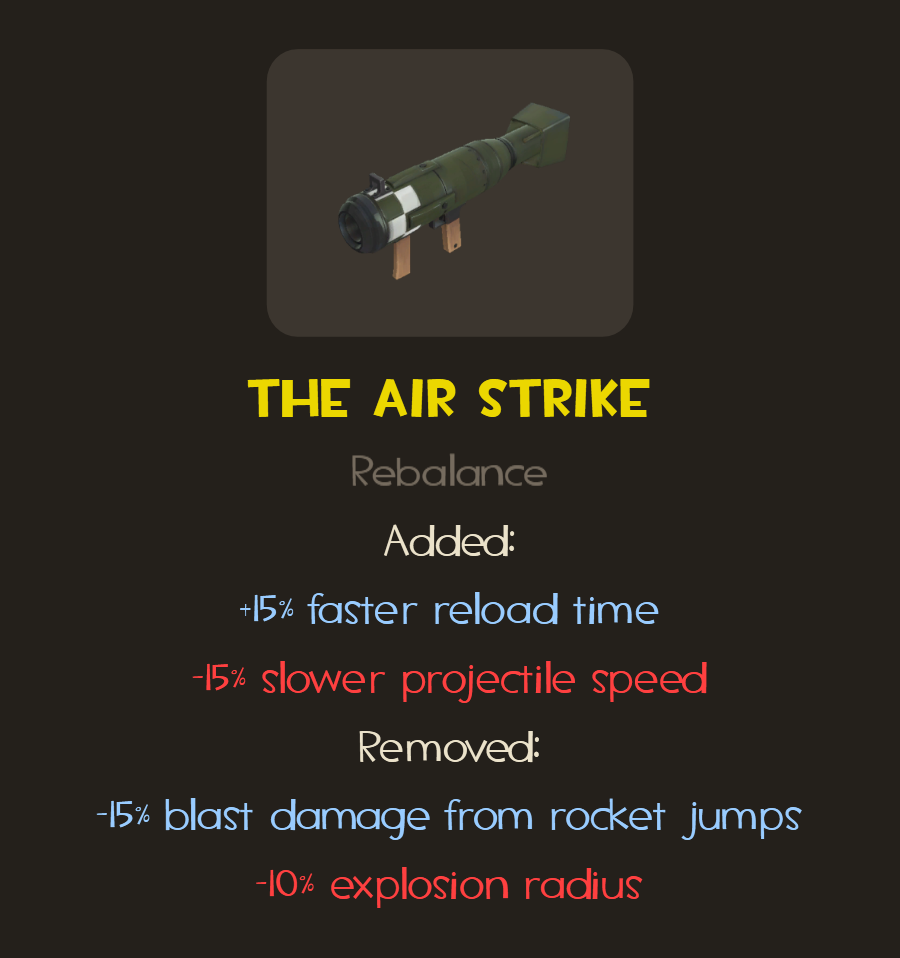 THE AIR STRIKE
Rebalance
Added:
+15% faster reload time
-15% slower projectile speed
Removed:
-15% blast damage from rocket jumps
-10% explosion radius